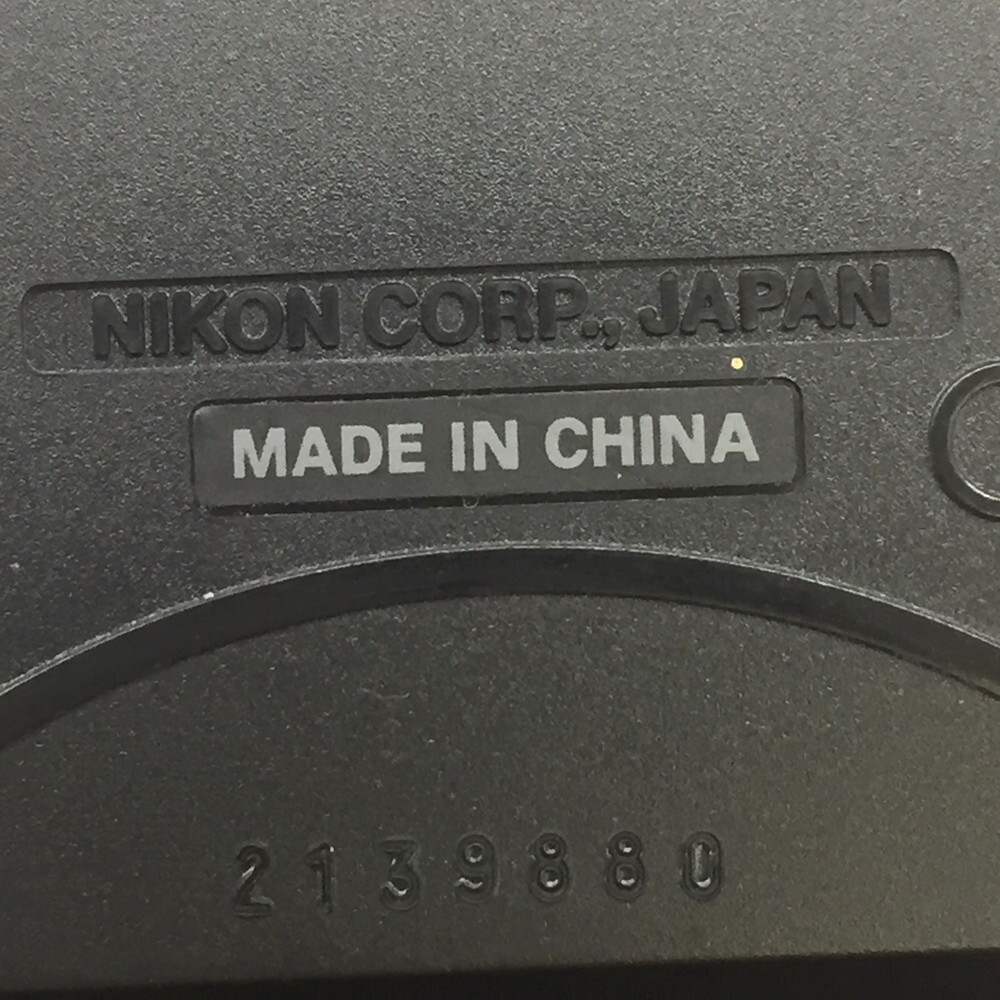 NIKON CORP., JAPAN
MADE IN CHINA
2139880